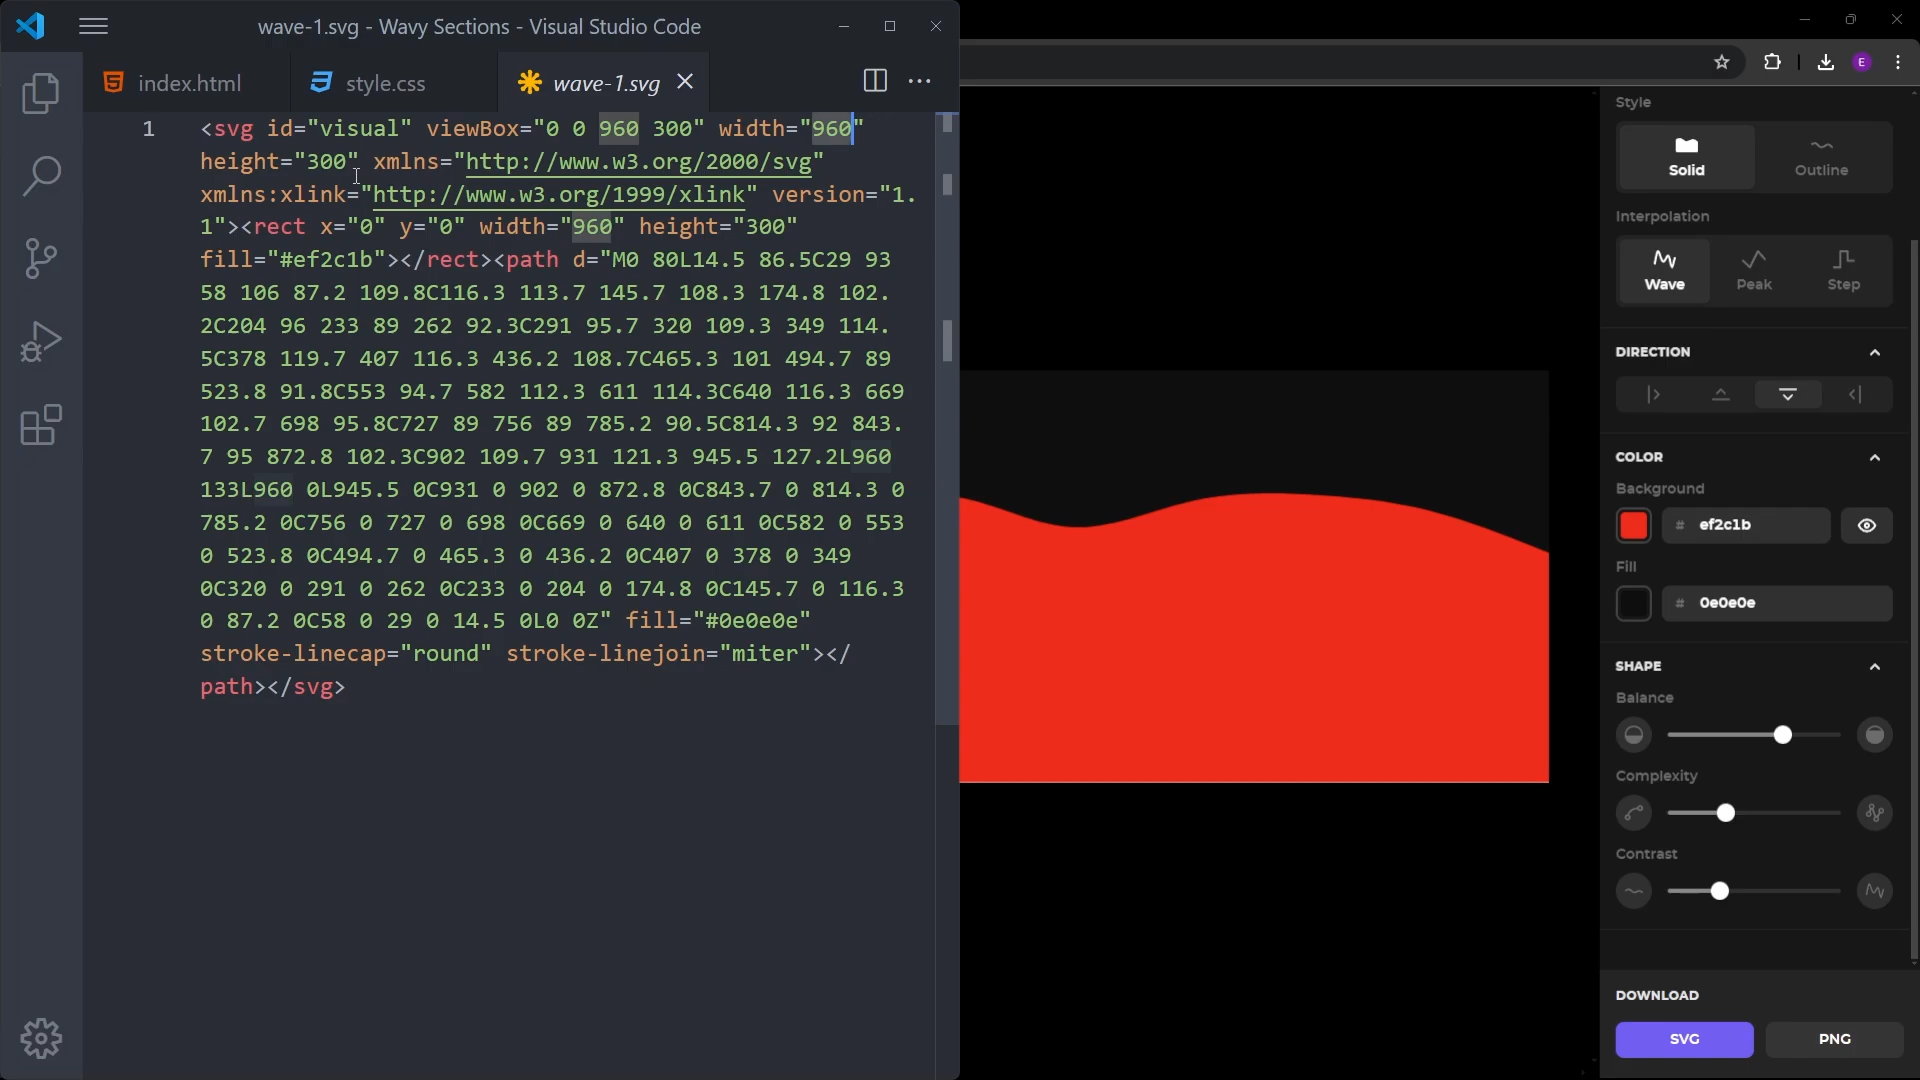 wave-1.svg - Wavy Sections - Visual Studio Code
index.html
style.css
wave-1.svg
1
<svg id="visual" viewBox="0 0 960 300" width="960"
height="300" xmlns="http://www.w3.org/2000/svg"
xmlns:xlink="http://www.w3.org/1999/xlink" version="1.
1"><rect x="0" y="0" width="960" height="300"
fill="#ef2c1b"></rect><path d="M0 80L14.5 86.5C29 93
58 106 87.2 109.8C116.3 113.7 145.7 108.3 174.8 102.
2C204 96 233 89 262 92.3C291 95.7 320 109.3 349 114.
5C378 119.7 407 116.3 436.2 108.7C465.3 101 494.7 89
523.8 91.8C553 94.7 582 112.3 611 114.3C640 116.3 669
102.7 698 95.8C727 89 756 89 785.2 90.5C814.3 92 843.
7 95 872.8 102.3C902 109.7 931 121.3 945.5 127.2L960
133L960 0L945.5 0C931 0 902 0 872.8 0C843.7 0 814.3 0
785.2 0C756 0 727 0 698 0C669 0 640 0 611 0C582 0 553
0 523.8 0C494.7 0 465.3 0 436.2 0C407 0 378 0 349
0C320 0 291 0 262 0C233 0 204 0 174.8 0C145.7 0 116.3
0 87.2 0C58 0 29 0 14.5 0L0 0Z" fill="#0e0e0e"
stroke-linecap="round" stroke-linejoin="miter"></
path></svg>
E
Style
Solid
Outline
Interpolation
Wave
Peak
Step
DIRECTION
COLOR
Background
# ef2c1b
Fill
# 0e0e0e
SHAPE
Balance
Complexity
Contrast
DOWNLOAD
SVG
PNG